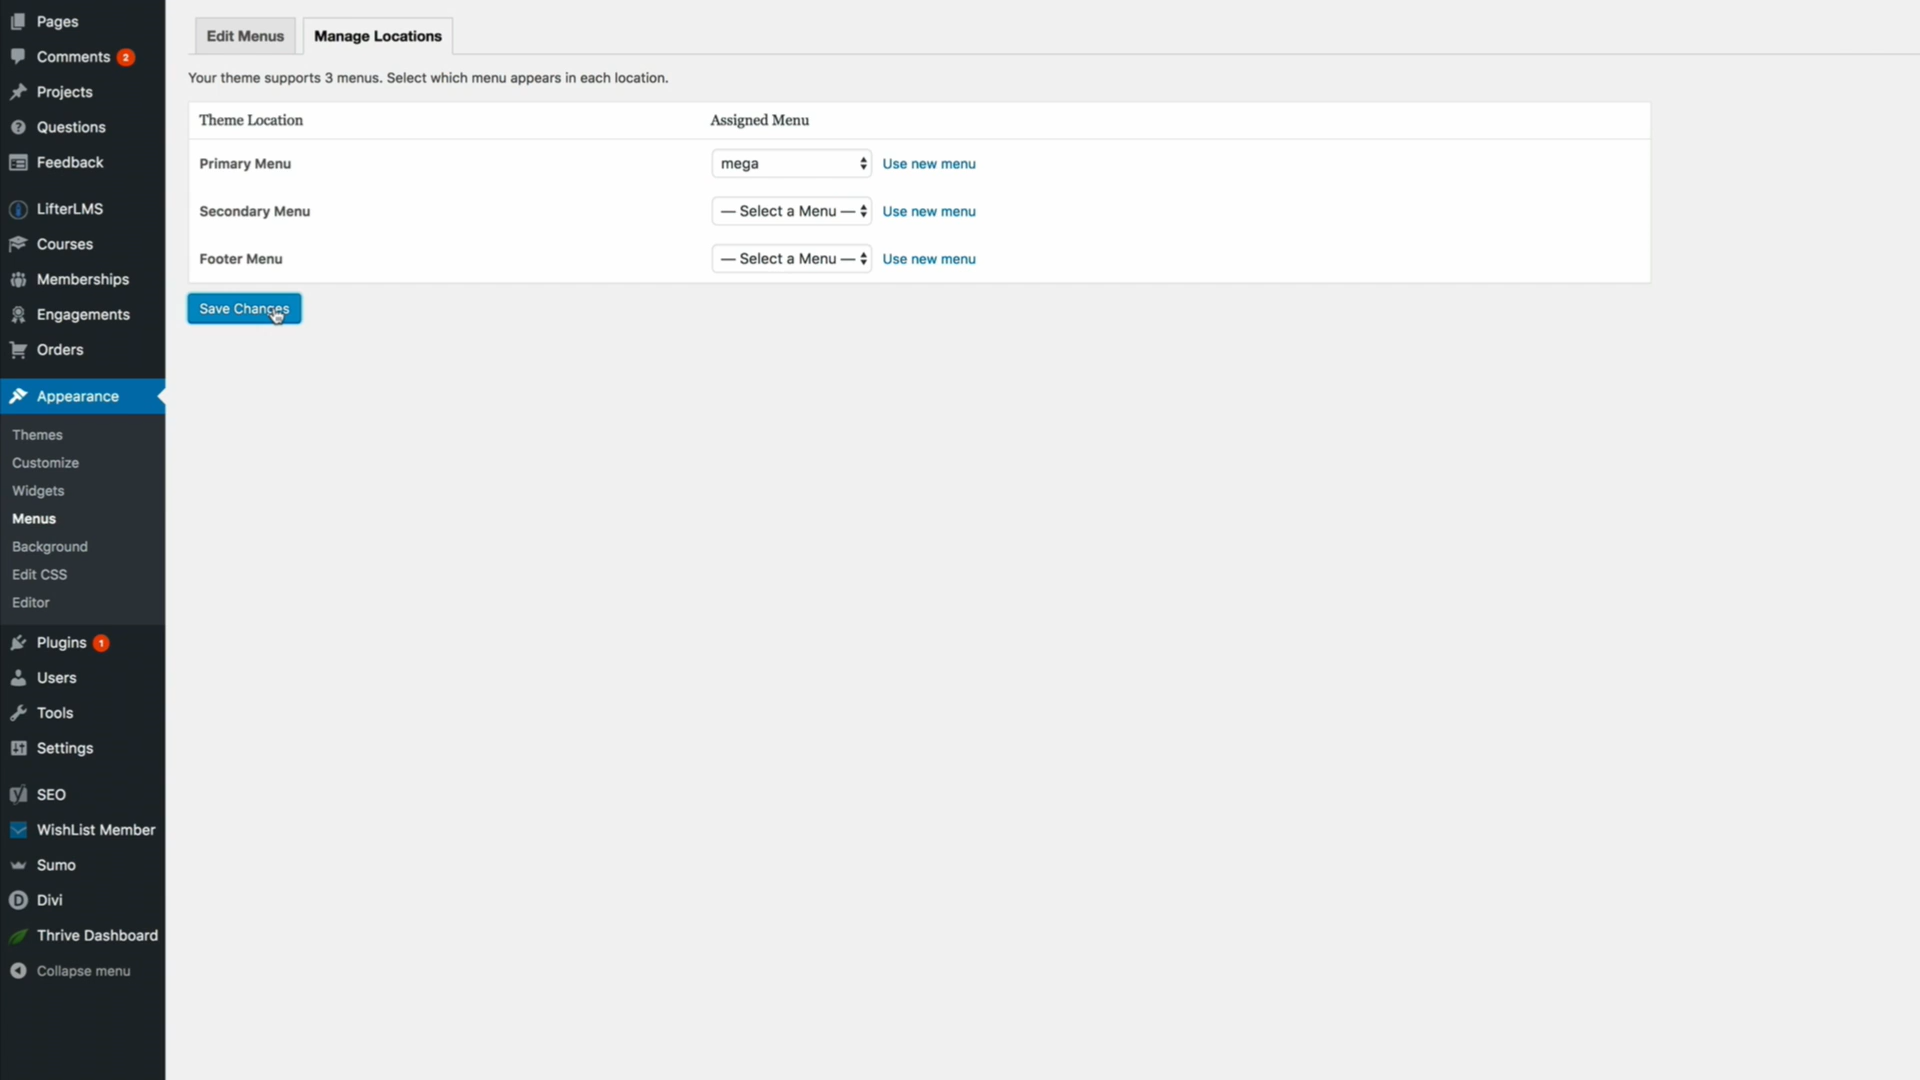 Pages
Comments 2
Projects
Questions
Feedback
LifterLMS
Courses
Memberships
Engagements
Orders
Appearance
Themes
Customize
Widgets
Menus
Background
Edit CSS
Editor
Plugins 1
Users
Tools
Settings
SEO
WishList Member
Sumo
Divi
Thrive Dashboard
Collapse menu
Edit Menus Manage Locations
Your theme supports 3 menus. Select which menu appears in each location.
Theme Location Assigned Menu
Primary Menu mega Use new menu
Secondary Menu — Select a Menu — Use new menu
Footer Menu — Select a Menu — Use new menu
Save Changes